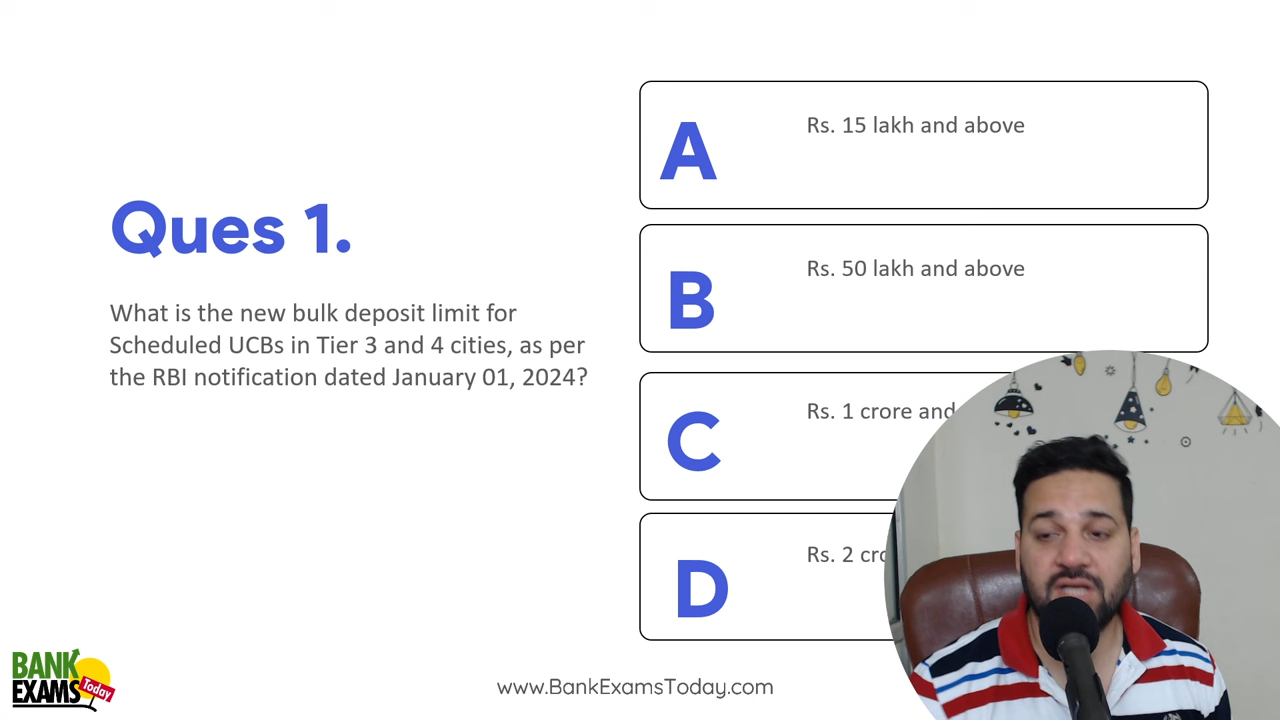 Ques 1.
What is the new bulk deposit limit for
Scheduled UCBs in Tier 3 and 4 cities, as per
the RBI notification dated January 01, 2024?
A
Rs. 15 lakh and above
B
Rs. 50 lakh and above
C
Rs. 1 crore and
D
Rs. 2
BANK
EXAMS
Today
www.BankExamsToday.com